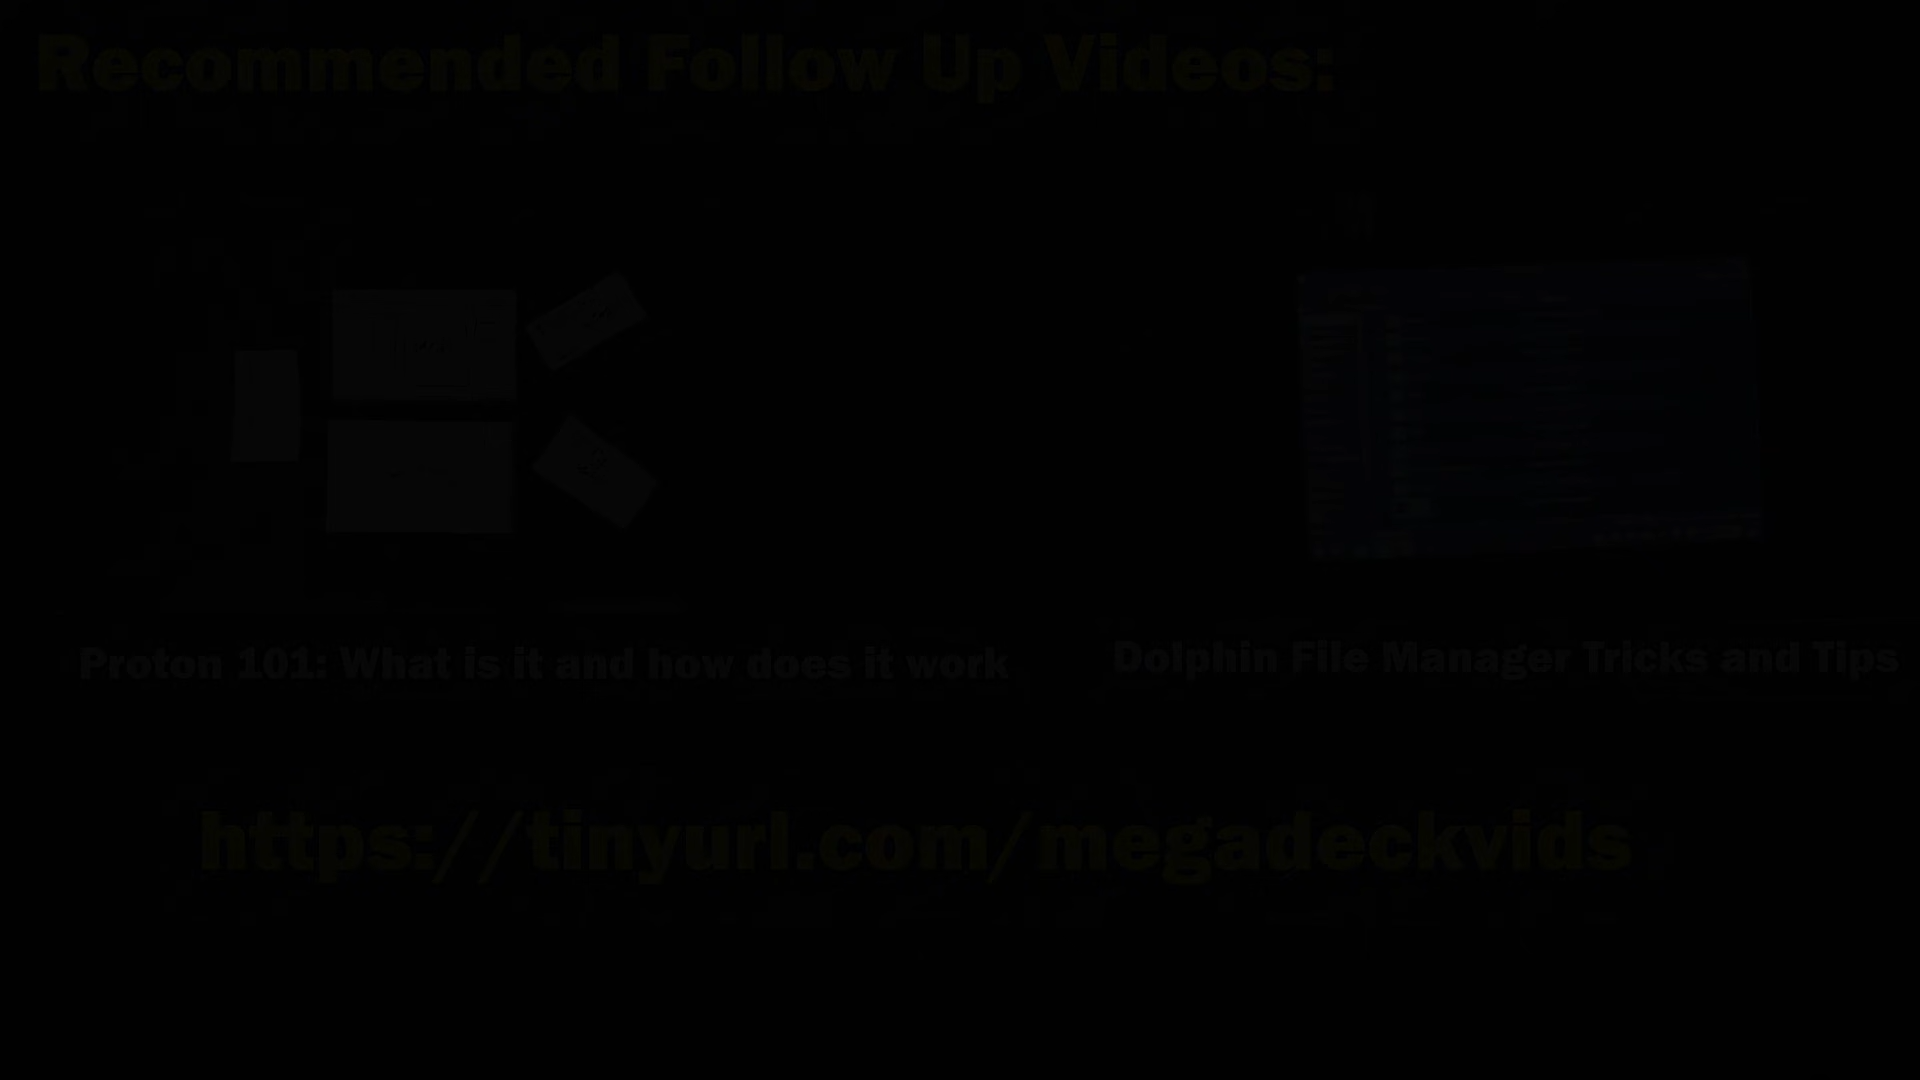 Recommended Follow Up Videos:
Proton 101: What is it and how does it work
Dolphin File Manager Tricks and Tips
https://tinyurl.com/megadeckvids